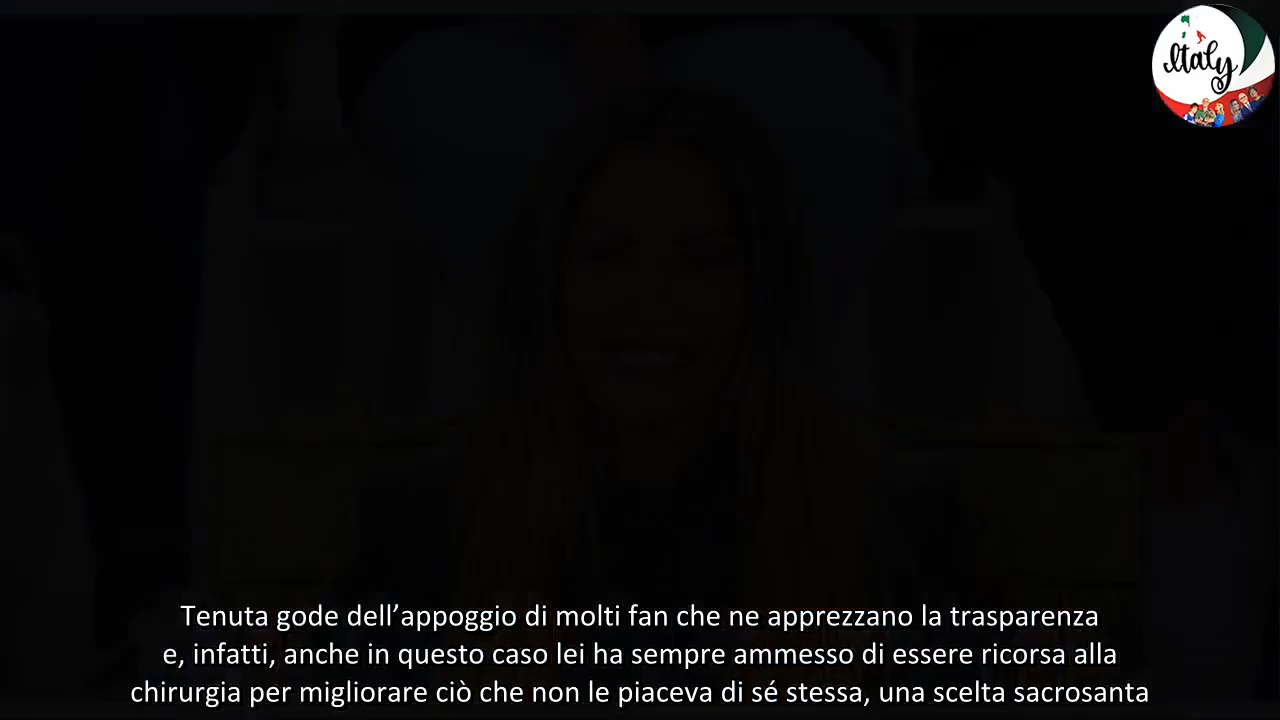 Italy
Tenuta gode dell’appoggio di molti fan che ne apprezzano la trasparenza
e, infatti, anche in questo caso lei ha sempre ammesso di essere ricorsa alla
chirurgia per migliorare ciò che non le piaceva di sé stessa, una scelta sacrosanta